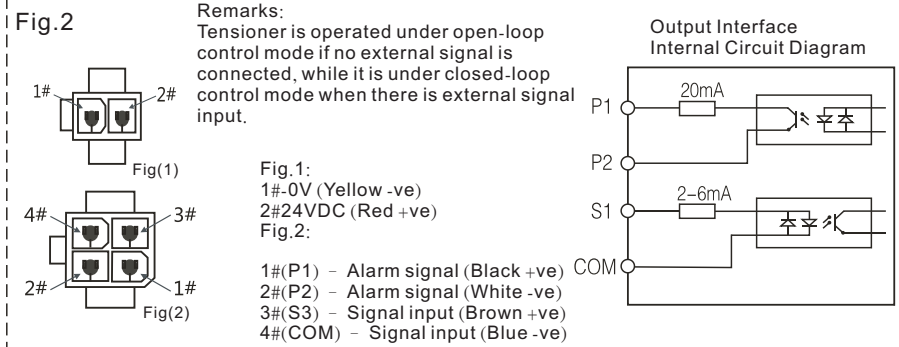 Fig.2
Remarks:
Tensioner is operated under open-loop
control mode if no external signal is
connected, while it is under closed-loop
control mode when there is external signal
input.
1#
2#
Fig(1)
4#
3#
2#
1#
Fig(2)
Fig.1:
1#-0V (Yellow -ve)
2#24VDC (Red +ve)
Fig.2:
1#(P1) - Alarm signal (Black +ve)
2#(P2) - Alarm signal (White -ve)
3#(S3) - Signal input (Brown +ve)
4#(COM) - Signal input (Blue -ve)
Output Interface
Internal Circuit Diagram
P1
20mA
P2
S1
2-6mA
COM